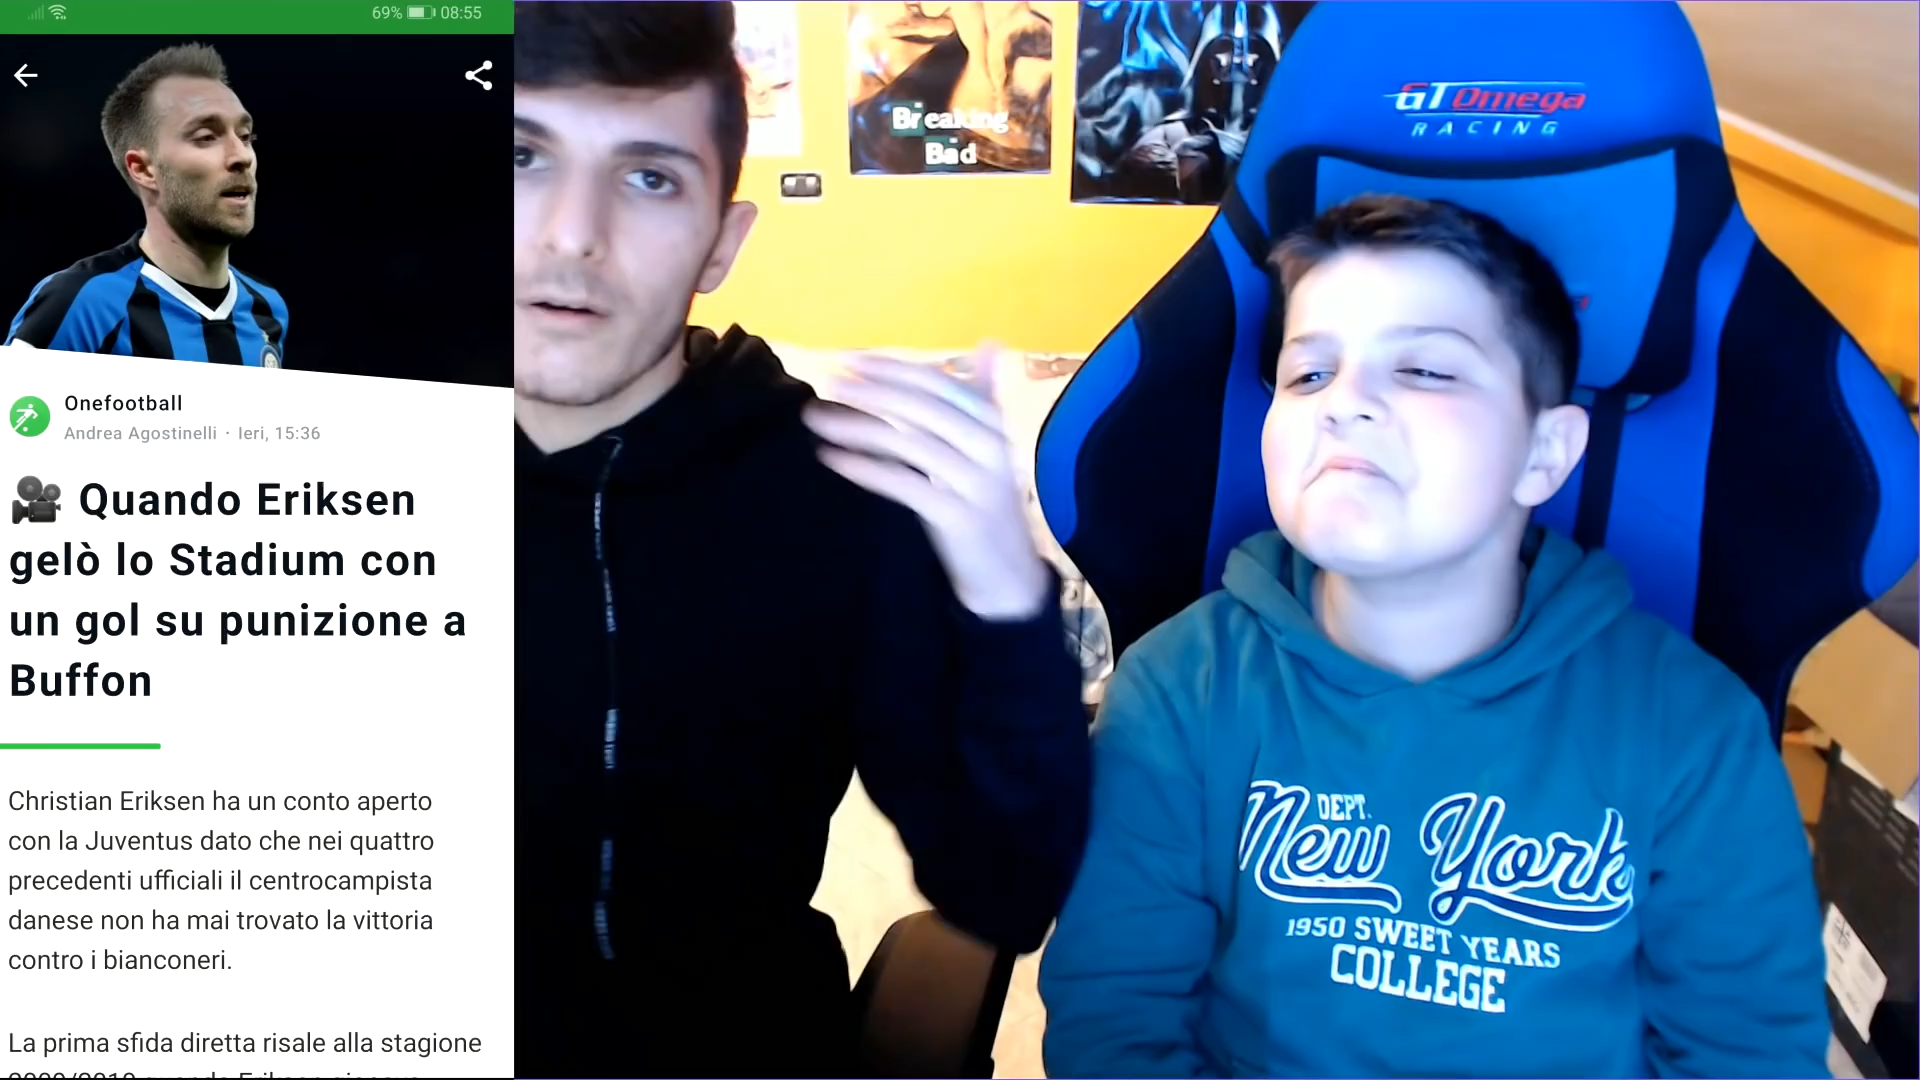 69% 08:55
Onefootball
Andrea Agostinelli · Ieri, 15:36
🎥 Quando Eriksen
gelò lo Stadium con
un gol su punizione a
Buffon
Christian Eriksen ha un conto aperto
con la Juventus dato che nei quattro
precedenti ufficiali il centrocampista
danese non ha mai trovato la vittoria
contro i bianconeri.
La prima sfida diretta risale alla stagione
Breaking
Bad
GT Omega
RACING
DEPT.
New York
1950 SWEET YEARS
COLLEGE